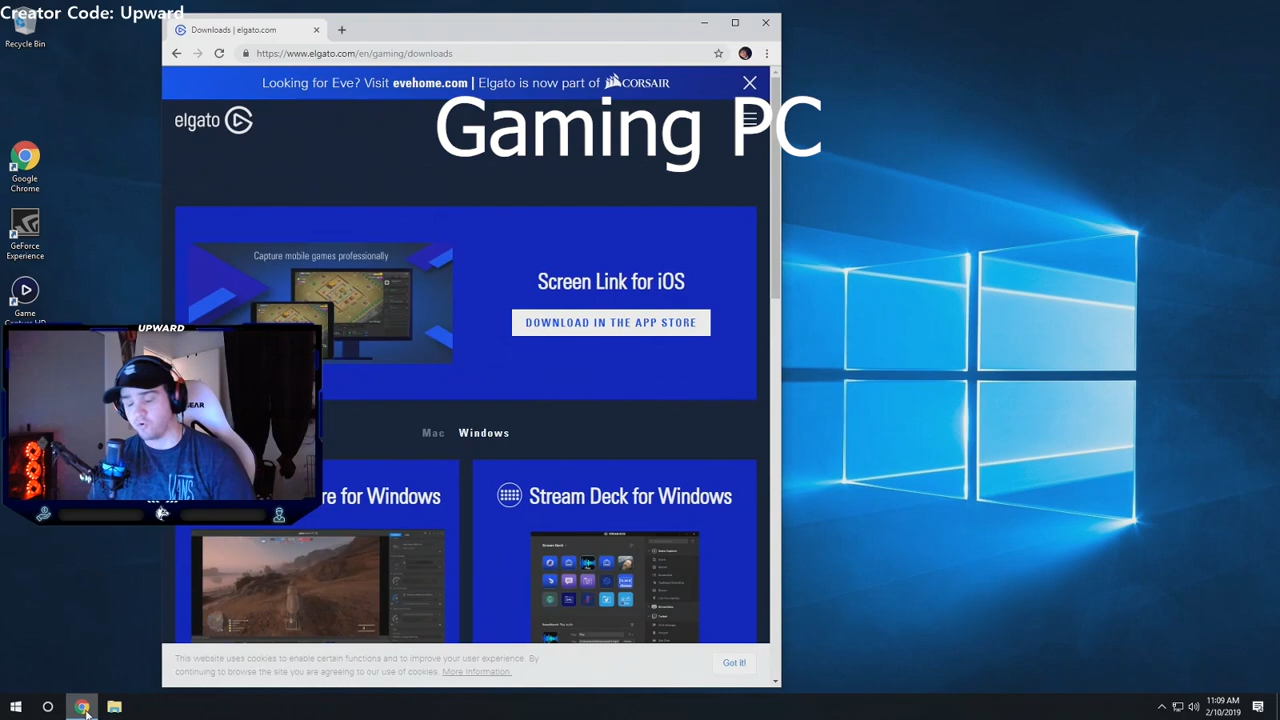 Creator Code: Upward
Recycle Bin
Downloads | elgato.com
https://www.elgato.com/en/gaming/downloads
Looking for Eve? Visit evehome.com | Elgato is now part of CORSAIR
elgato
Gaming PC
Google
Chrome
GeForce
Experience
Game
Capture HD
Capture mobile games professionally
Screen Link for iOS
DOWNLOAD IN THE APP STORE
UPWARD
Mac Windows
re for Windows
Stream Deck for Windows
This website uses cookies to enable certain functions and to improve your user experience. By
continuing to browse the site you are agreeing to our use of cookies. More Information.
Got it!
11:09 AM
2/10/2019